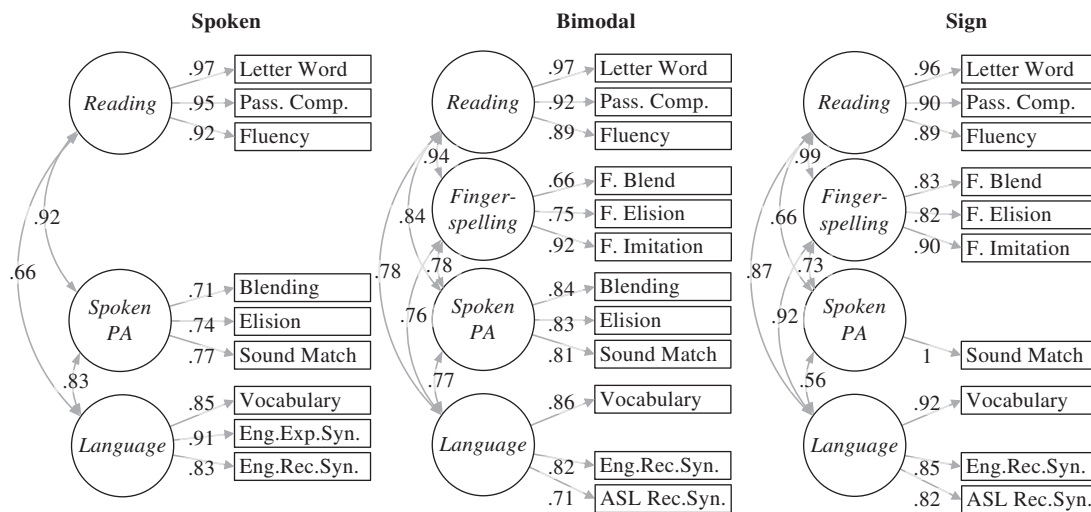 Spoken
Reading
.97 Letter Word
.95 Pass. Comp.
.92 Fluency
.92
.66
Spoken
PA
.71 Blending
.74 Elision
.77 Sound Match
.83
Language
.85 Vocabulary
.91 Eng.Exp.Syn.
.83 Eng.Rec.Syn.
Bimodal
Reading
.97 Letter Word
.92 Pass. Comp.
.89 Fluency
.94
Finger-
spelling
.66 F. Blend
.75 F. Elision
.92 F. Imitation
.84
.78
.78
.76
Spoken
PA
.84 Blending
.83 Elision
.81 Sound Match
.77
Language
.86 Vocabulary
.82 Eng.Rec.Syn.
.71 ASL Rec.Syn.
Sign
Reading
.96 Letter Word
.90 Pass. Comp.
.89 Fluency
.99
Finger-
spelling
.83 F. Blend
.82 F. Elision
.90 F. Imitation
.66
.73
.87
.92
Spoken
PA
1 Sound Match
.56
Language
.92 Vocabulary
.85 Eng.Rec.Syn.
.82 ASL Rec.Syn.